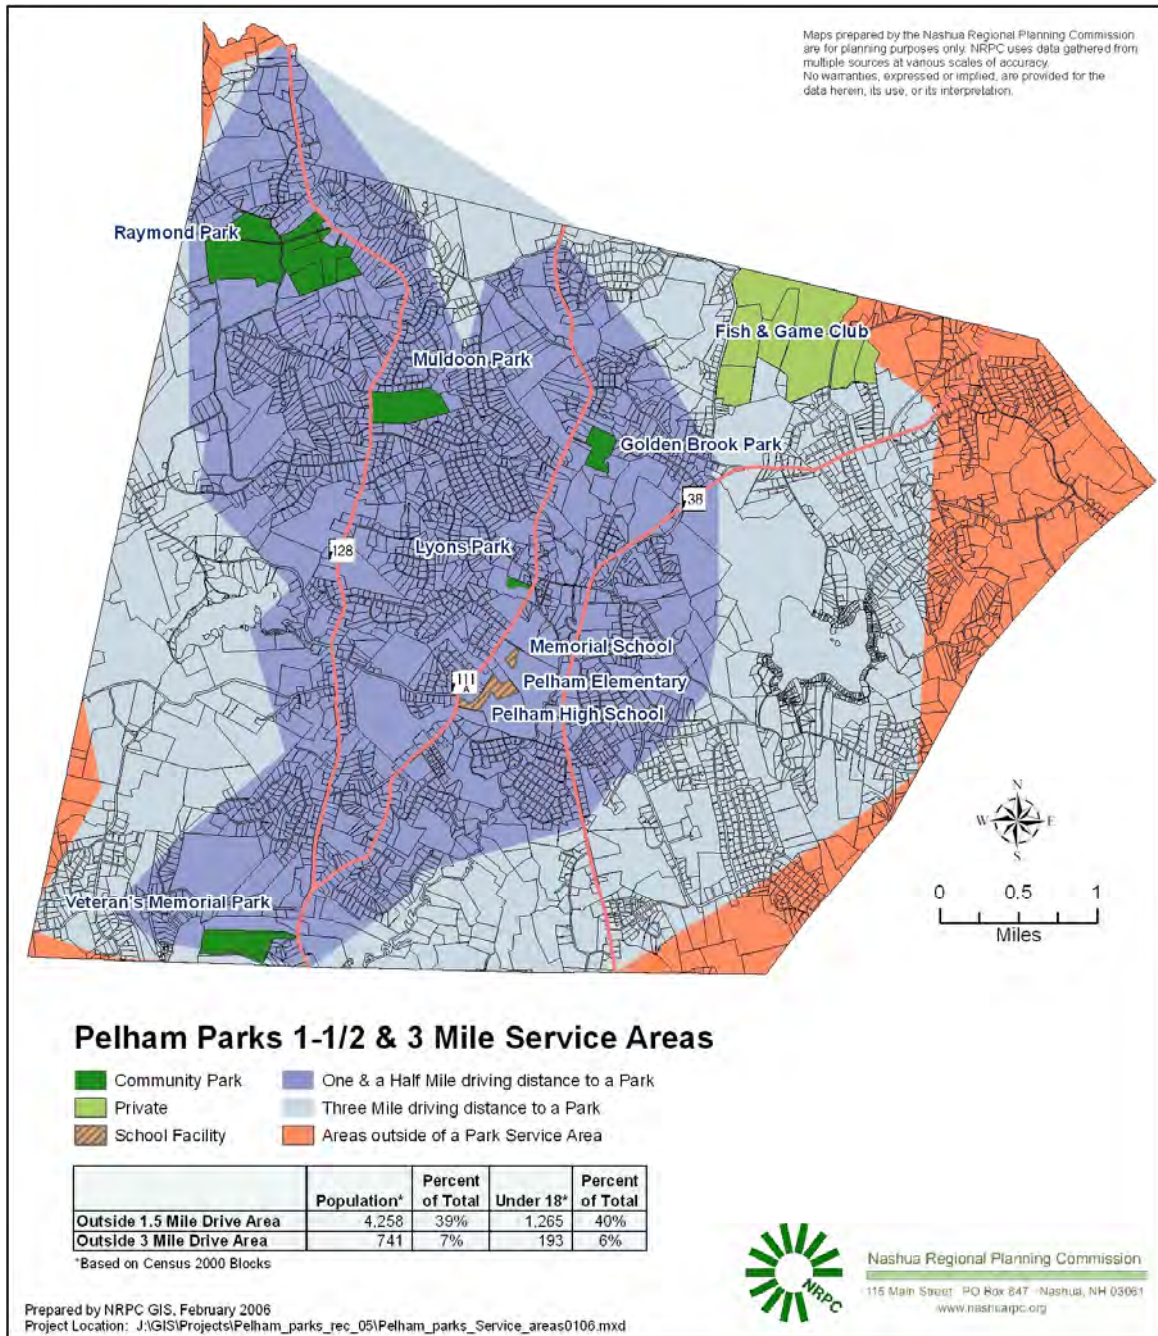 Maps prepared by the Nashua Regional Planning Commission
are for planning purposes only. NRPC uses data gathered from
multiple sources at various scales of accuracy.
No warranties, expressed or implied, are provided for the
data herein, its use, or its interpretation.
Raymond Park
Fish & Game Club
Muldoon Park
Golden Brook Park
38
128
Lyons Park
Memorial School
111
A
Pelham Elementary
Pelham High School
N
W E
S
Veteran's Memorial Park
0 0.5 1
Miles
Pelham Parks 1-1/2 & 3 Mile Service Areas
Community Park One & a Half Mile driving distance to a Park
Private Three Mile driving distance to a Park
School Facility Areas outside of a Park Service Area
Percent Percent
Population* of Total Under 18* of Total
Outside 1.5 Mile Drive Area 4,258 39% 1,265 40%
Outside 3 Mile Drive Area 741 7% 193 6%
*Based on Census 2000 Blocks
NRPC
Nashua Regional Planning Commission
115 Main Street PO Box 847 Nashua, NH 03061
www.nashuarpc.org
Prepared by NRPC GIS, February 2006
Project Location: J:\GIS\Projects\Pelham_parks_rec_05\Pelham_parks_Service_areas0106.mxd